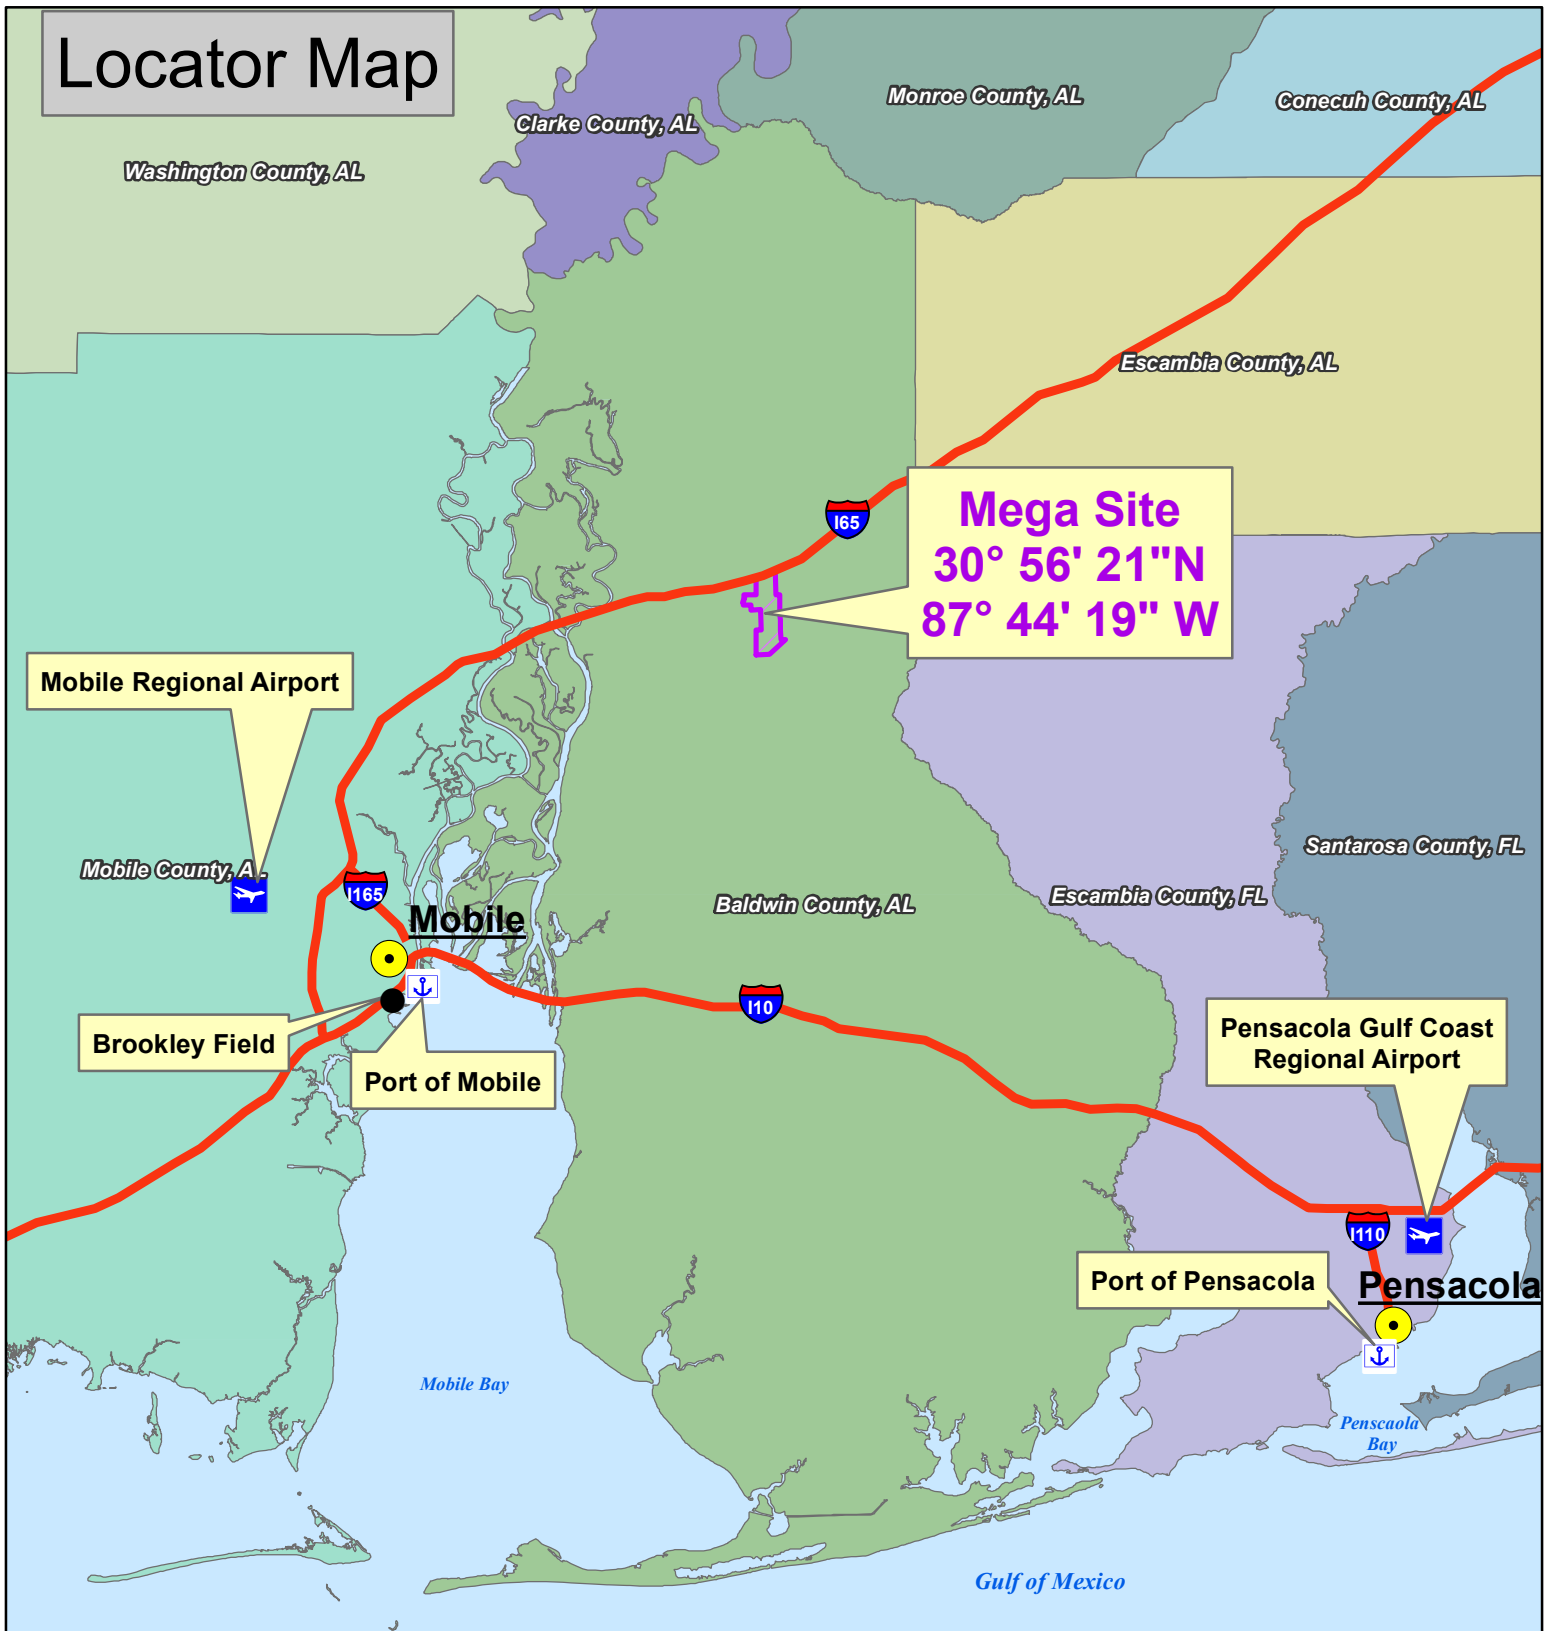 Locator Map
Monroe County, AL
Conecuh County, AL
Clarke County, AL
Washington County, AL
Escambia County, AL
I65
Mega Site
30° 56' 21"N
87° 44' 19" W
Mobile Regional Airport
Santarosa County, FL
Mobile County, AL
I165
Escambia County, FL
Baldwin County, AL
Mobile
I10
Pensacola Gulf Coast
Regional Airport
Brookley Field
Port of Mobile
I110
Port of Pensacola
Pensacola
Mobile Bay
Penscaola
Bay
Gulf of Mexico